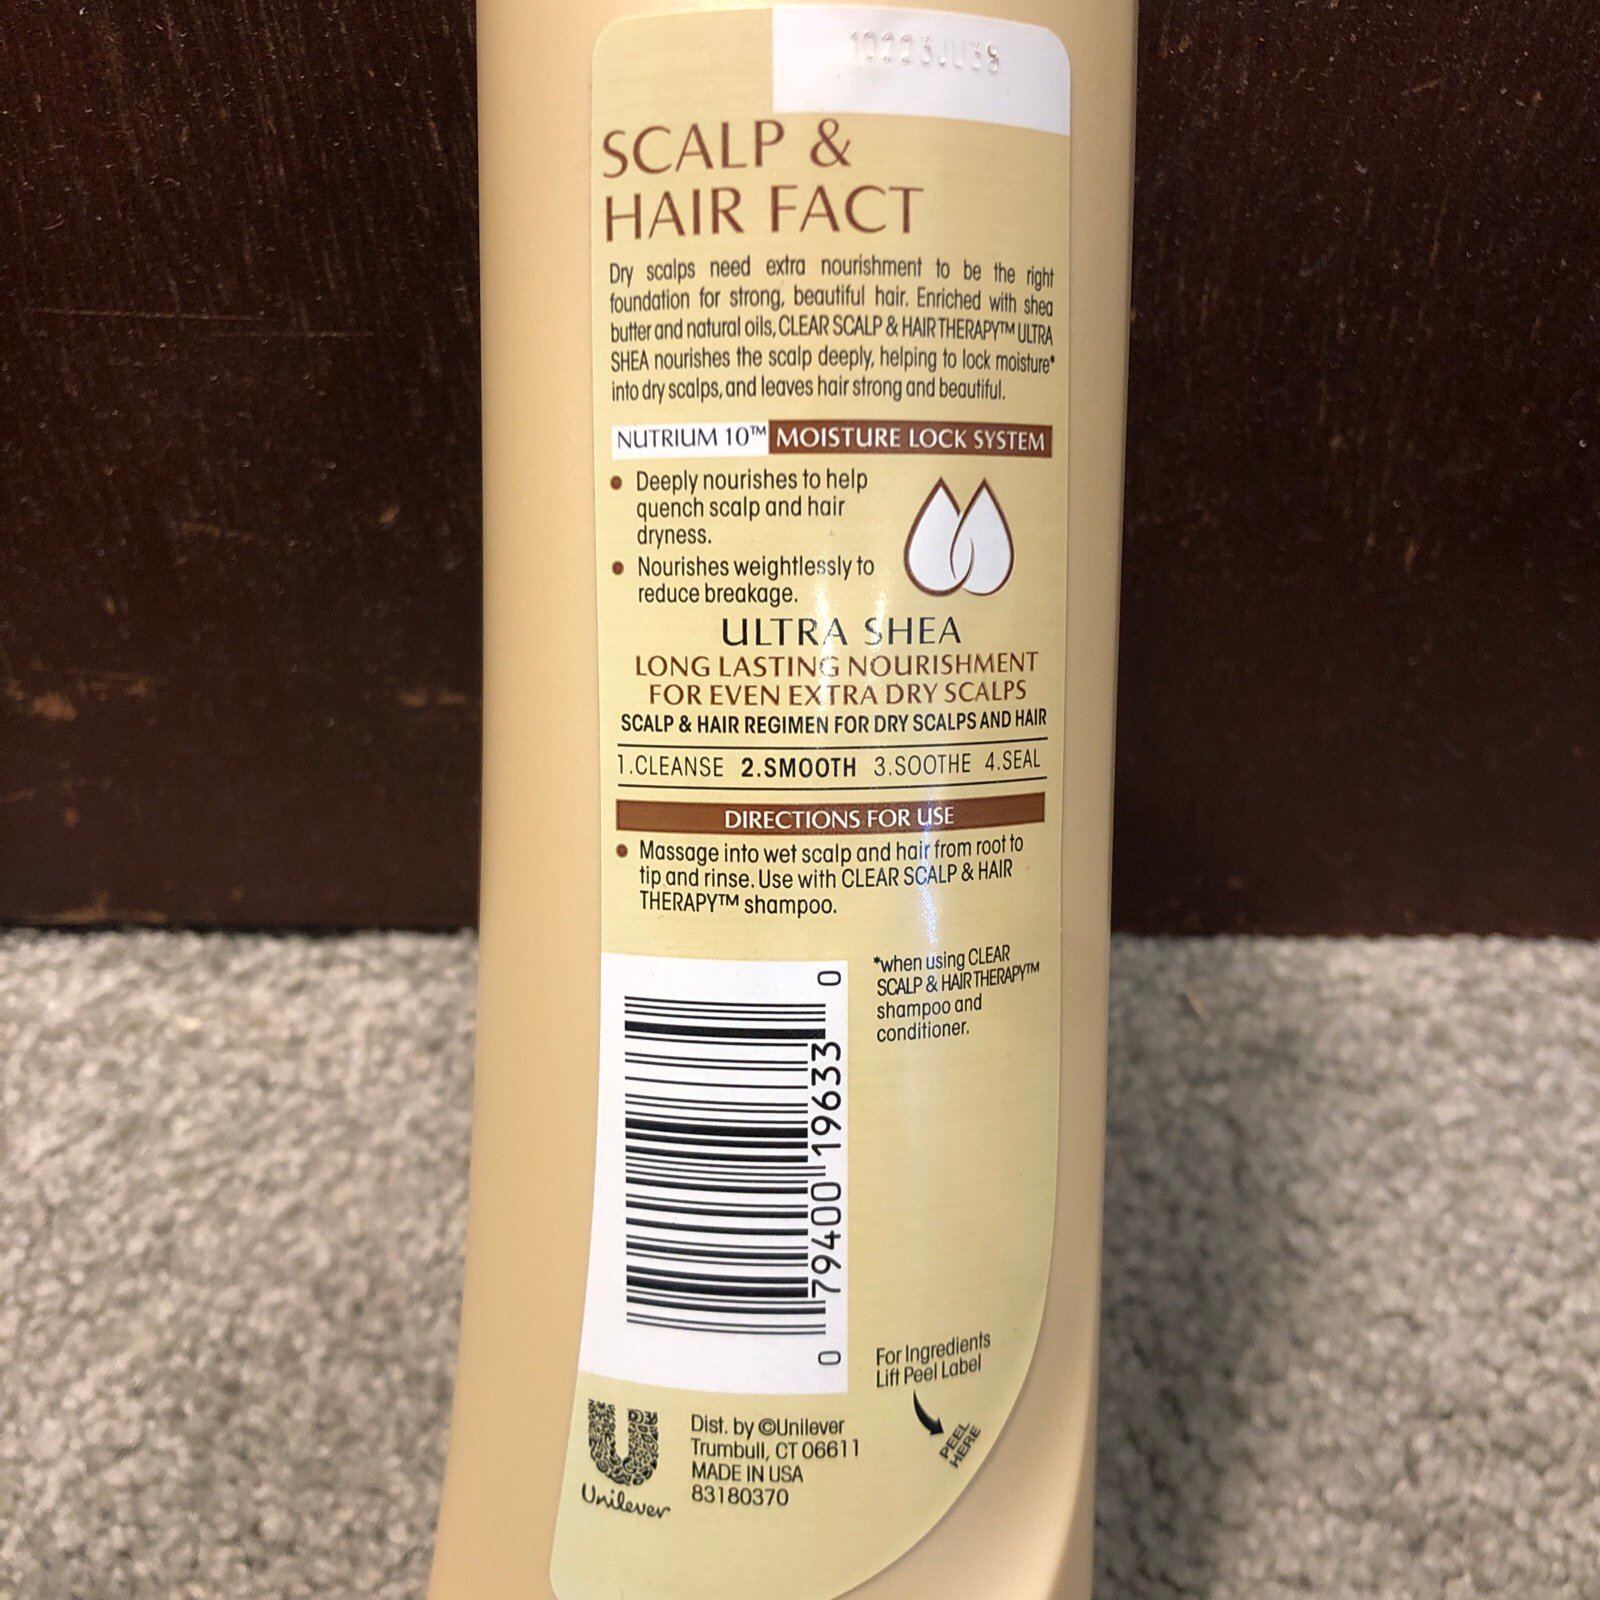 10223JU38
SCALP &
HAIR FACT
Dry scalps need extra nourishment to be the right
foundation for strong, beautiful hair. Enriched with shea
butter and natural oils, CLEAR SCALP & HAIR THERAPY™ ULTRA
SHEA nourishes the scalp deeply, helping to lock moisture*
into dry scalps, and leaves hair strong and beautiful.
NUTRIUM 10™ MOISTURE LOCK SYSTEM
• Deeply nourishes to help
quench scalp and hair
dryness.
• Nourishes weightlessly to
reduce breakage.
ULTRA SHEA
LONG LASTING NOURISHMENT
FOR EVEN EXTRA DRY SCALPS
SCALP & HAIR REGIMEN FOR DRY SCALPS AND HAIR
1.CLEANSE 2.SMOOTH 3.SOOTHE 4.SEAL
DIRECTIONS FOR USE
• Massage into wet scalp and hair from root to
tip and rinse. Use with CLEAR SCALP & HAIR
THERAPY™ shampoo.
*when using CLEAR
SCALP & HAIR THERAPY™
shampoo and
conditioner.
0 79400 19633 0
For Ingredients
Lift Peel Label
PEEL
HERE
Unilever
Dist. by ©Unilever
Trumbull, CT 06611
MADE IN USA
83180370